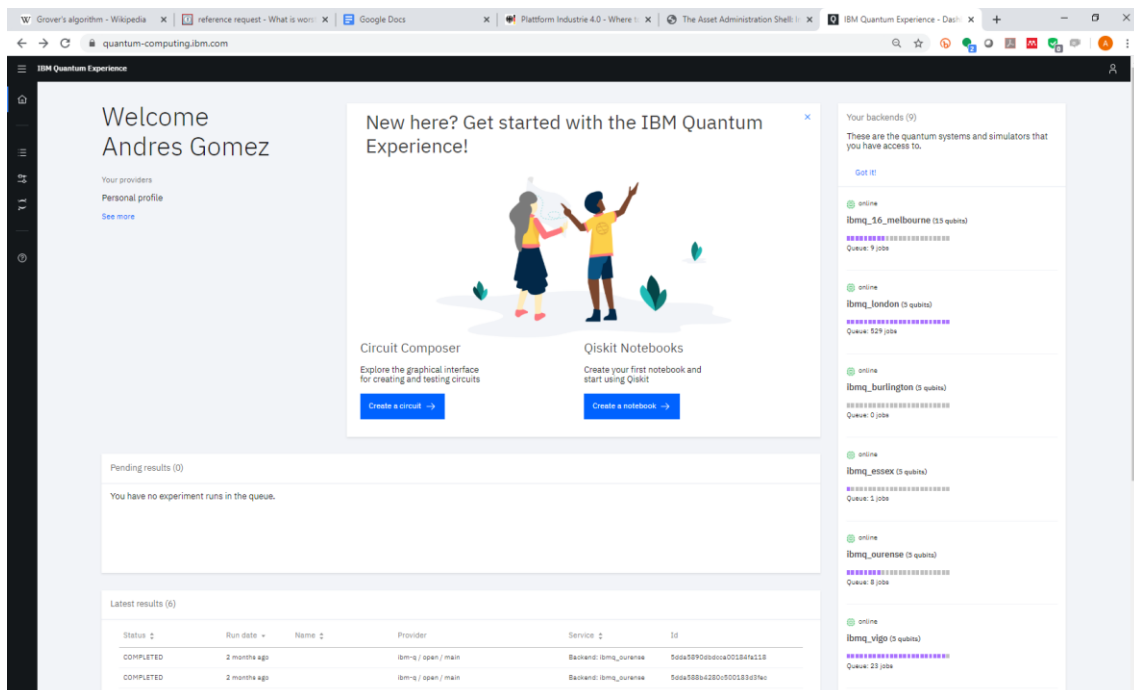 Grover's algorithm - Wikipedia
reference request - What is wors
Google Docs
Plattform Industrie 4.0 - Where t
The Asset Administration Shell: I
IBM Quantum Experience - Dash
quantum-computing.ibm.com
IBM Quantum Experience
Welcome
Andres Gomez
Your providers
Personal profile
See more
New here? Get started with the IBM Quantum
Experience!
Circuit Composer
Explore the graphical interface
for creating and testing circuits
Create a circuit →
Qiskit Notebooks
Create your first notebook and
start using Qiskit
Create a notebook →
Pending results (0)
You have no experiment runs in the queue.
Latest results (6)
Status Run date Name Provider Service Id
COMPLETED 2 months ago ibm-q / open / main Backend: ibmq_ourense 5dda5890dbdcca00184fa118
COMPLETED 2 months ago ibm-q / open / main Backend: ibmq_ourense 5dda588b4280c500183d3fec
Your backends (9)
These are the quantum systems and simulators that
you have access to.
Got it!
online
ibmq_16_melbourne (15 qubits)
Queue: 9 jobs
online
ibmq_london (5 qubits)
Queue: 529 jobs
online
ibmq_burlington (5 qubits)
Queue: 0 jobs
online
ibmq_essex (5 qubits)
Queue: 1 jobs
online
ibmq_ourense (5 qubits)
Queue: 8 jobs
online
ibmq_vigo (5 qubits)
Queue: 23 jobs